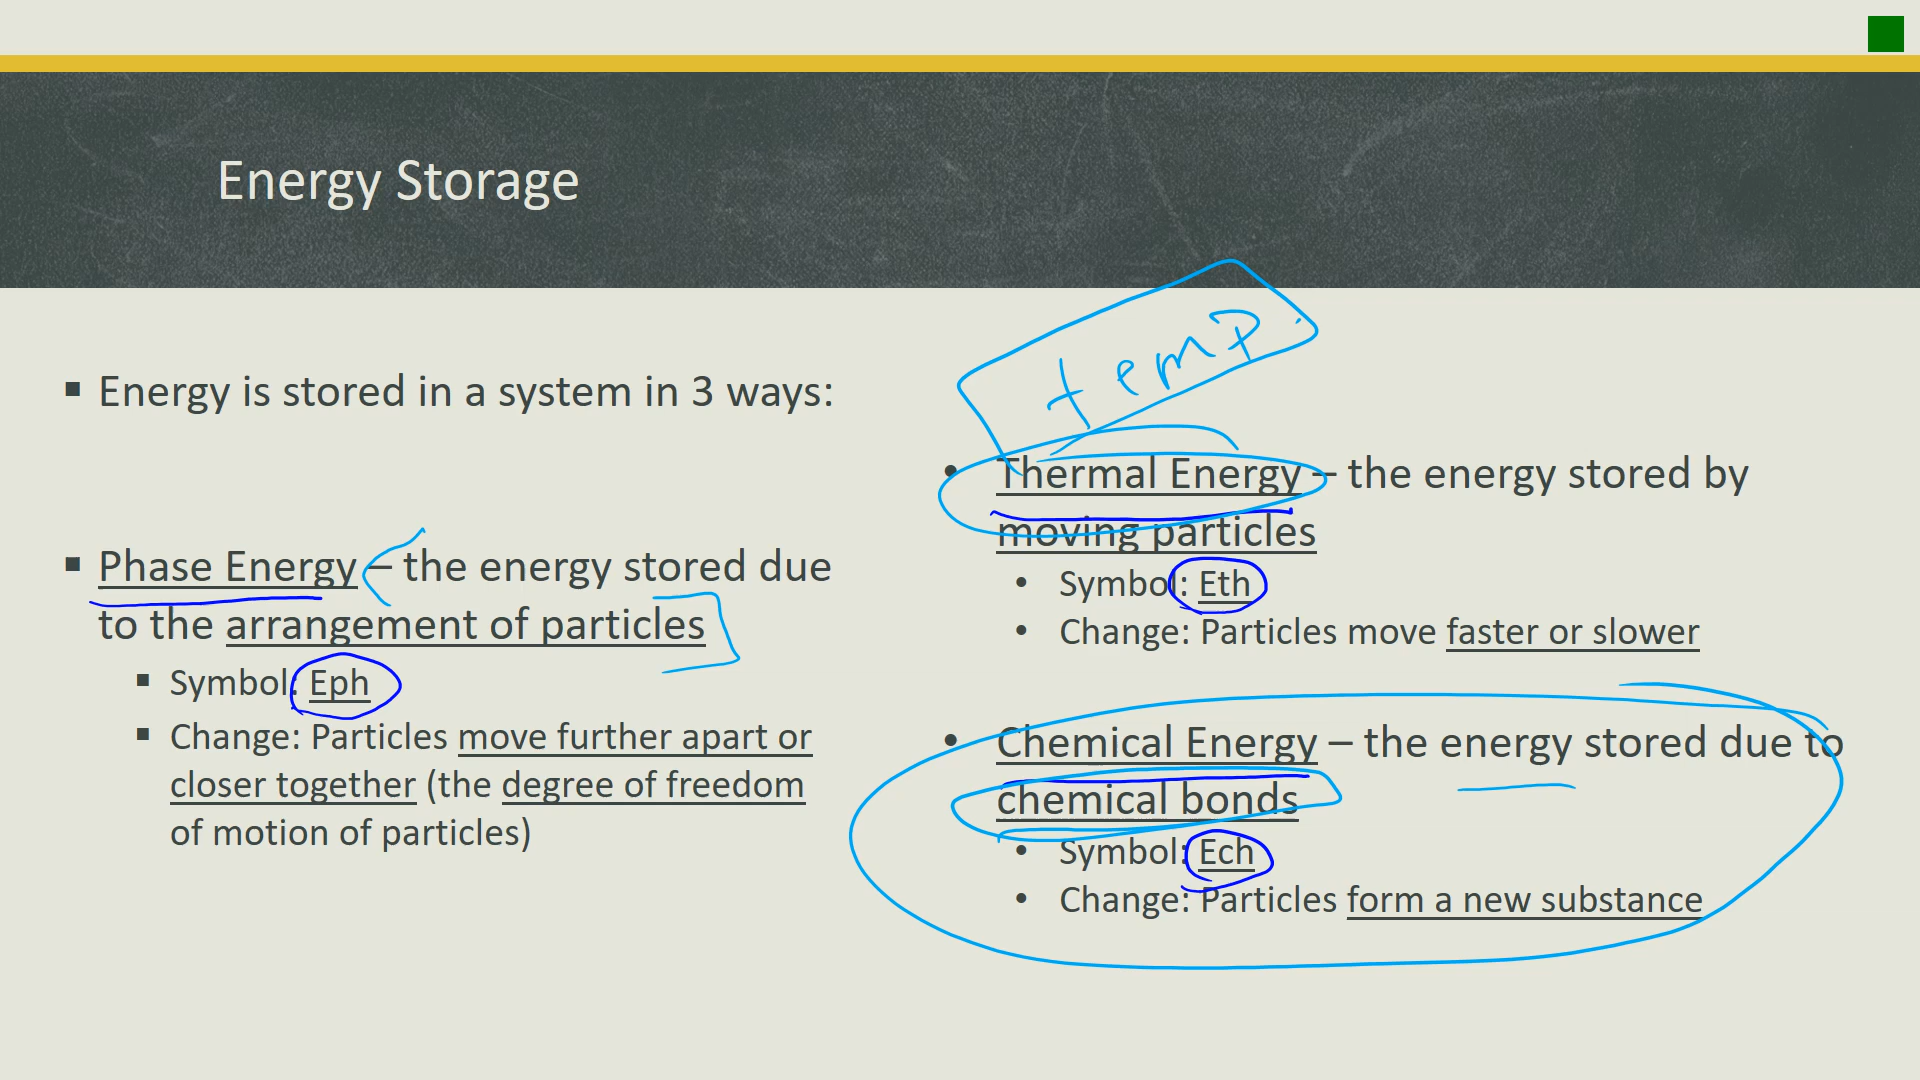 Energy Storage
Energy is stored in a system in 3 ways:
Phase Energy – the energy stored due
to the arrangement of particles
Symbol: Eph
Change: Particles move further apart or
closer together (the degree of freedom
of motion of particles)
temp
Thermal Energy – the energy stored by
moving particles
Symbol: Eth
Change: Particles move faster or slower
Chemical Energy – the energy stored due to
chemical bonds
Symbol: Ech
Change: Particles form a new substance